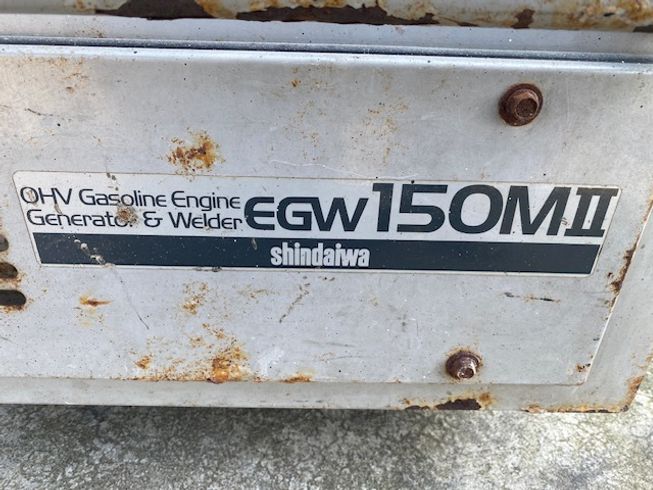 OHV Gasoline Engine
Generator & Welder EGW150MII
shindaiwa